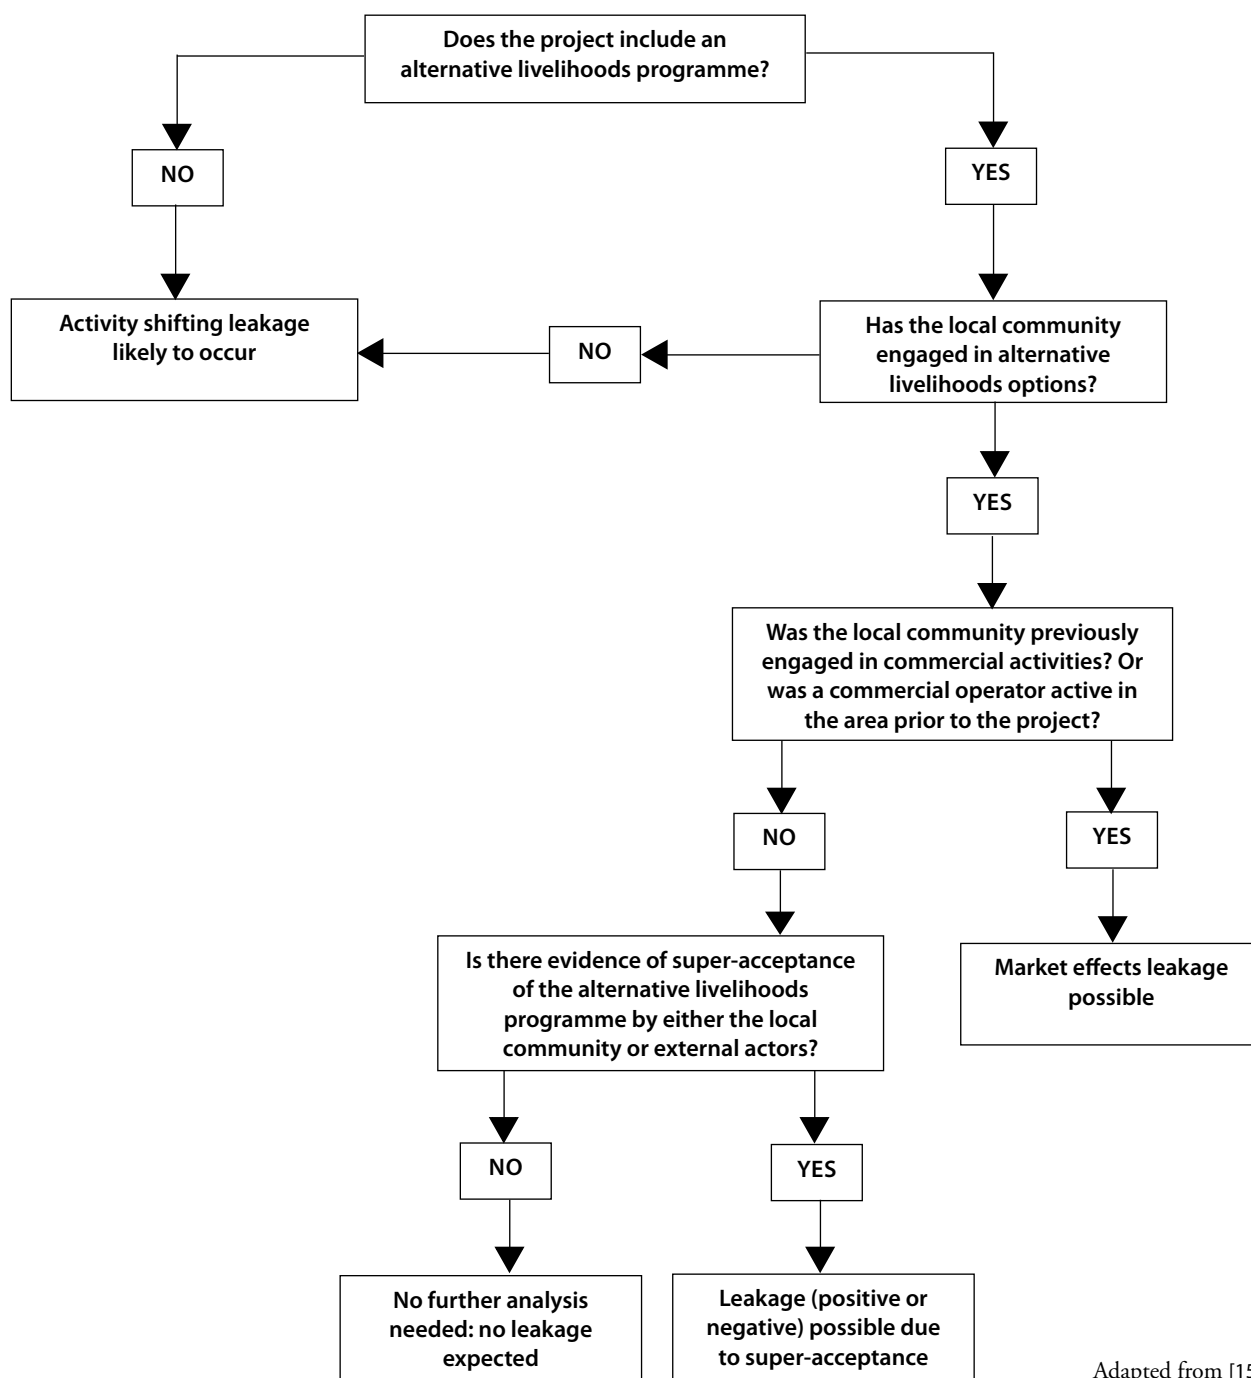 Does the project include an
alternative livelihoods programme?
NO
YES
Activity shifting leakage
likely to occur
NO
Has the local community
engaged in alternative
livelihoods options?
YES
Was the local community previously
engaged in commercial activities? Or
was a commercial operator active in
the area prior to the project?
NO
YES
Is there evidence of super-acceptance
of the alternative livelihoods
programme by either the local
community or external actors?
Market effects leakage
possible
NO
YES
No further analysis
needed: no leakage
expected
Leakage (positive or
negative) possible due
to super-acceptance
Adapted from [15